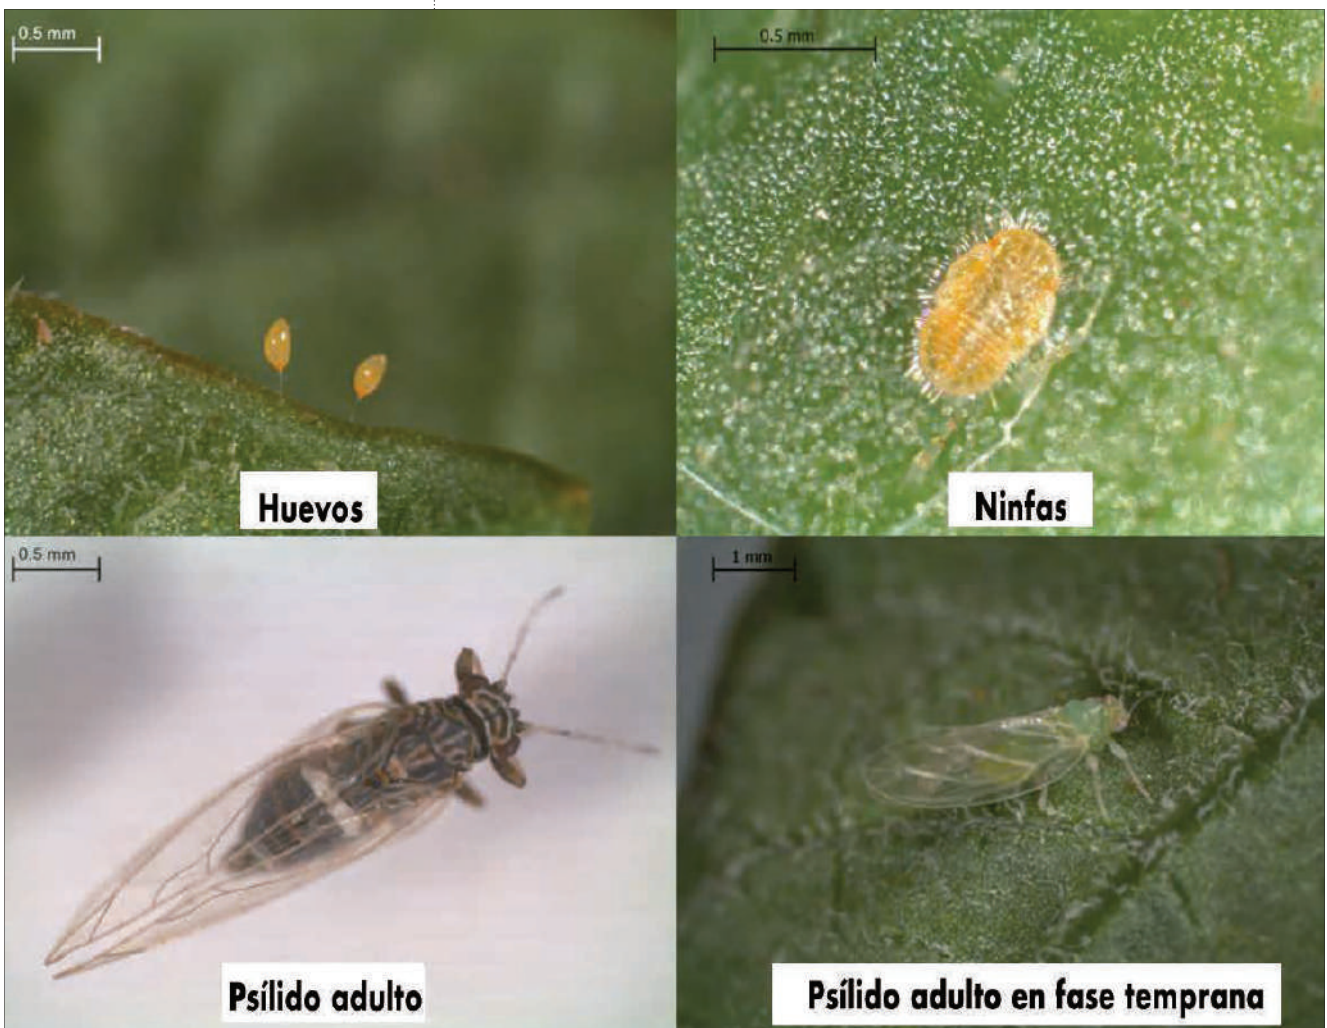 0.5 mm
0.5 mm
Huevos
Ninfas
0.5 mm
1 mm
Psílido adulto
Psílido adulto en fase temprana